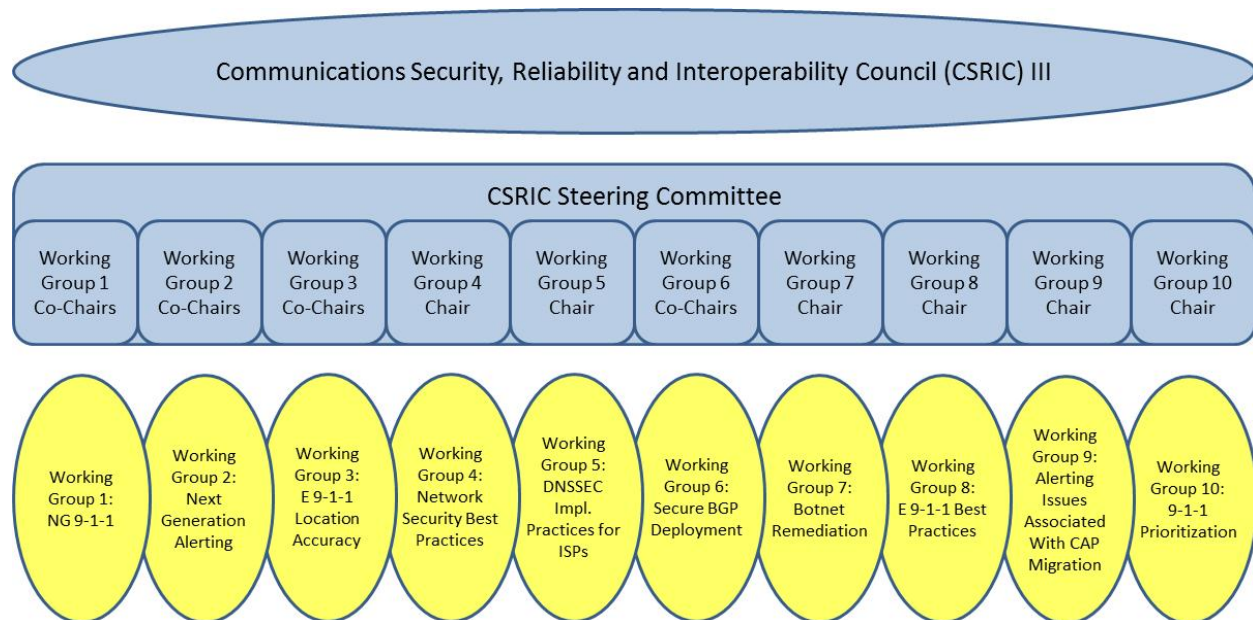 Communications Security, Reliability and Interoperability Council (CSRIC) III
CSRIC Steering Committee
Working
Group 1
Co-Chairs
Working
Group 2
Co-Chairs
Working
Group 3
Co-Chairs
Working
Group 4
Chair
Working
Group 5
Chair
Working
Group 6
Co-Chairs
Working
Group 7
Chair
Working
Group 8
Chair
Working
Group 9
Chair
Working
Group 10
Chair
Working
Group 1:
NG 9-1-1
Working
Group 2:
Next
Generation
Alerting
Working
Group 3:
E 9-1-1
Location
Accuracy
Working
Group 4:
Network
Security Best
Practices
Working
Group 5:
DNSSEC
Impl.
Practices for
ISPs
Working
Group 6:
Secure BGP
Deployment
Working
Group 7:
Botnet
Remediation
Working
Group 8:
E 9-1-1 Best
Practices
Working
Group 9:
Alerting
Issues
Associated
With CAP
Migration
Working
Group 10:
9-1-1
Prioritization